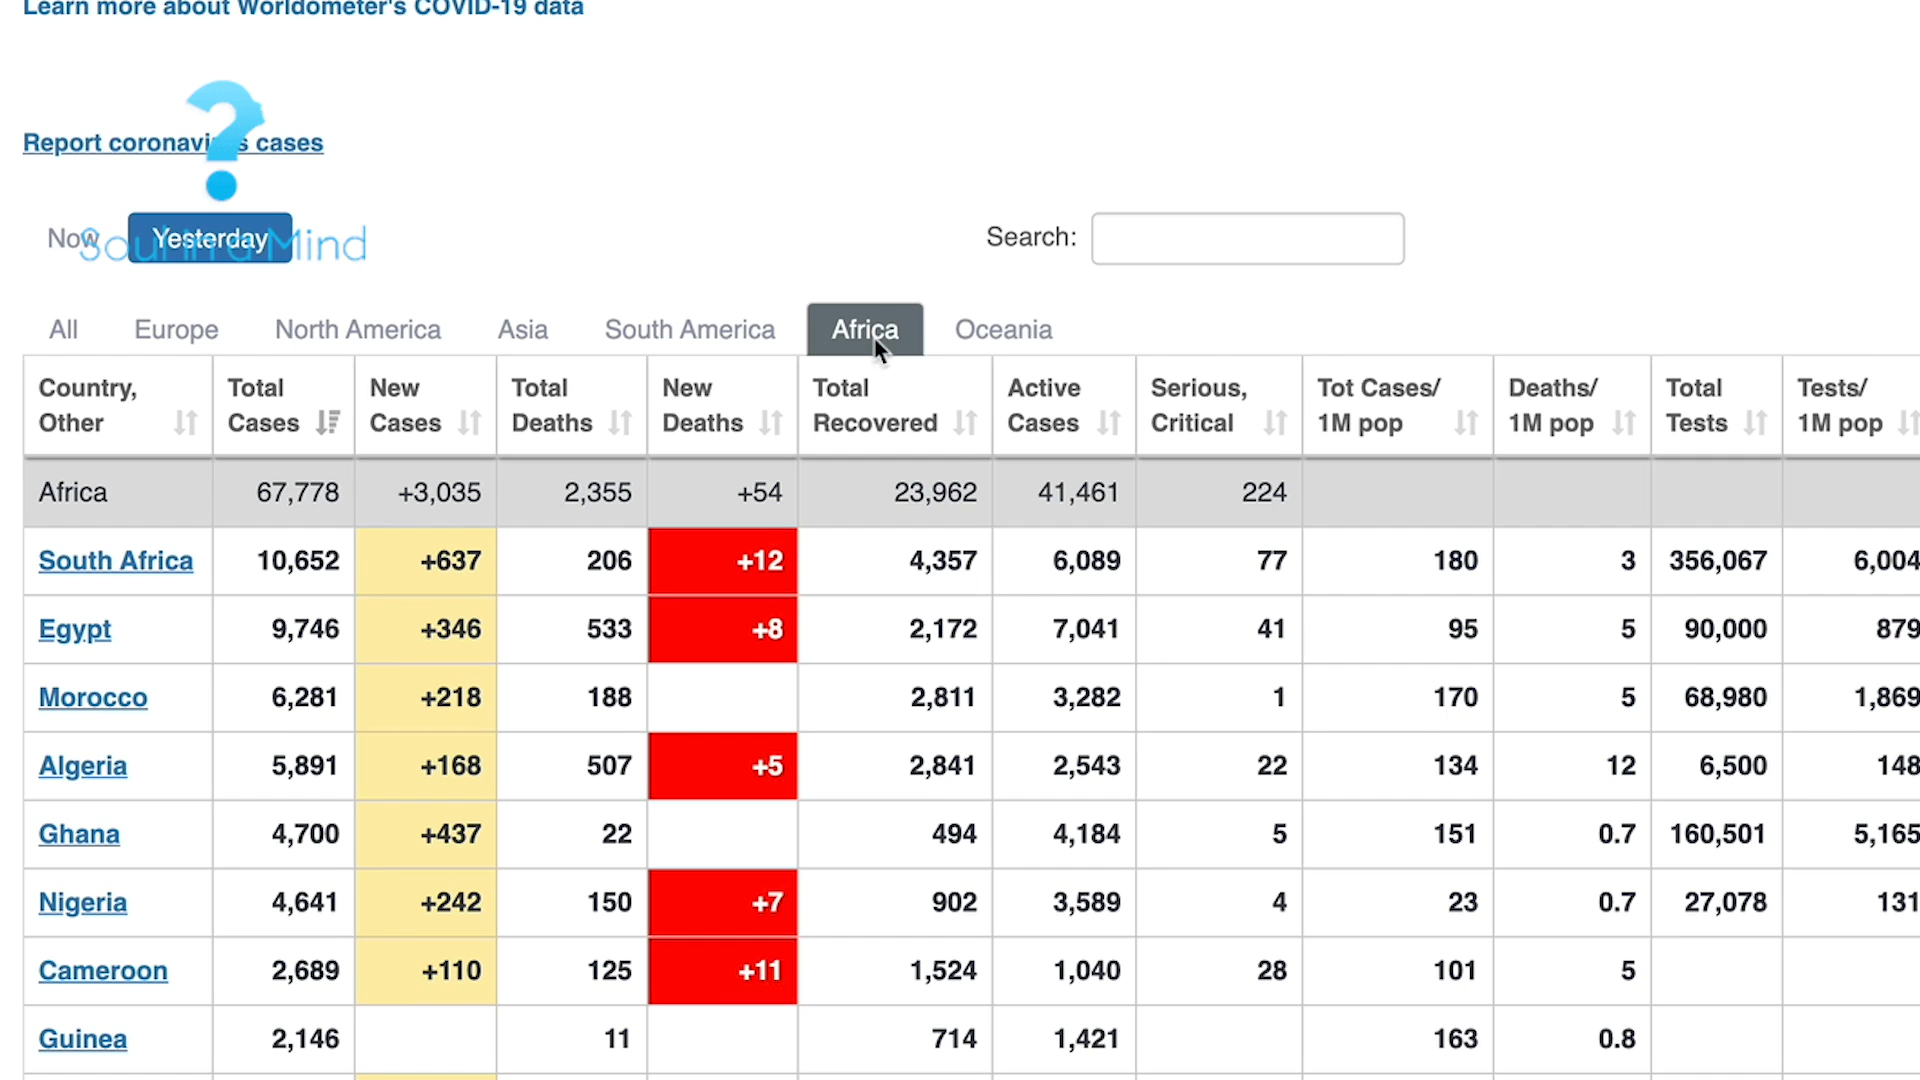 Learn more about Worldometer's COVID-19 data
Report coronavirus cases
Now Yesterday Search:
Soul in a Mind
All Europe North America Asia South America Africa Oceania
Country, Other Total Cases New Cases Total Deaths New Deaths Total Recovered Active Cases Serious, Critical Tot Cases/ 1M pop Deaths/ 1M pop Total Tests Tests/ 1M pop
Africa 67,778 +3,035 2,355 +54 23,962 41,461 224
South Africa 10,652 +637 206 +12 4,357 6,089 77 180 3 356,067 6,004
Egypt 9,746 +346 533 +8 2,172 7,041 41 95 5 90,000 879
Morocco 6,281 +218 188 2,811 3,282 1 170 5 68,980 1,869
Algeria 5,891 +168 507 +5 2,841 2,543 22 134 12 6,500 148
Ghana 4,700 +437 22 494 4,184 5 151 0.7 160,501 5,165
Nigeria 4,641 +242 150 +7 902 3,589 4 23 0.7 27,078 131
Cameroon 2,689 +110 125 +11 1,524 1,040 28 101 5
Guinea 2,146 11 714 1,421 163 0.8